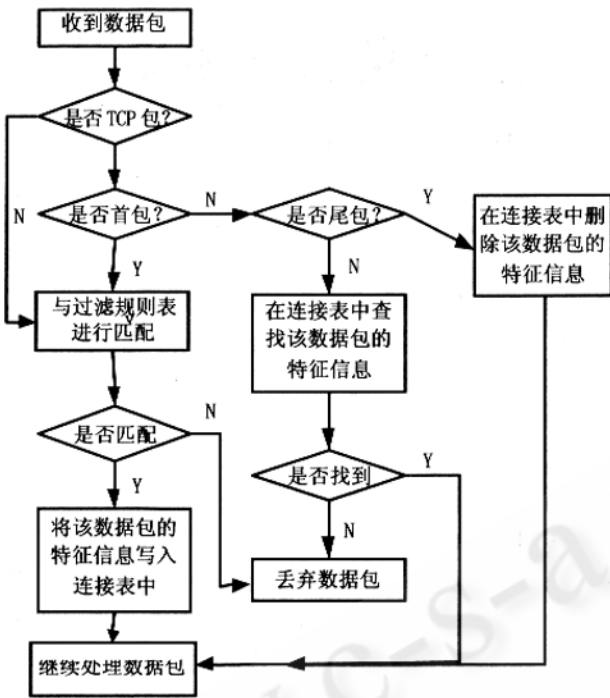 收到数据包
是否 TCP 包？
N
是否首包？
N
是否尾包？
Y
在连接表中删
除该数据包的
特征信息
Y
N
与过滤规则表
进行匹配
在连接表中查
找该数据包的
特征信息
是否匹配
N
是否找到
Y
Y
N
将该数据包的
特征信息写入
连接表中
丢弃数据包
继续处理数据包
c-s-a